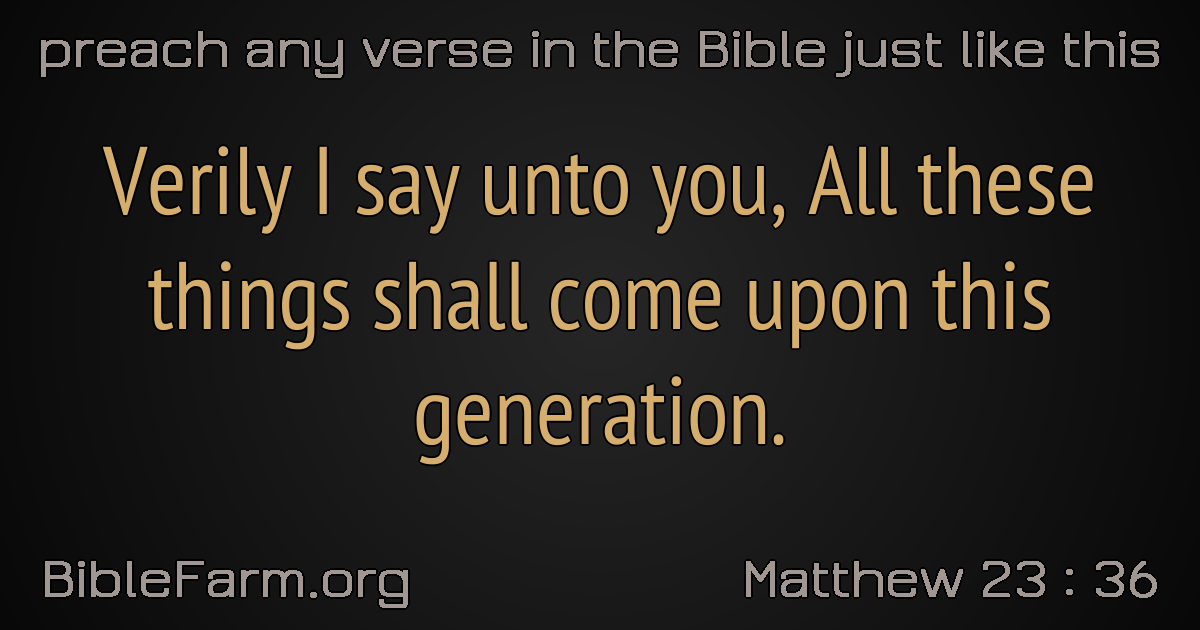 preach any verse in the Bible just like this
Verily I say unto you, All these
things shall come upon this
generation.
BibleFarm.org
Matthew 23 : 36